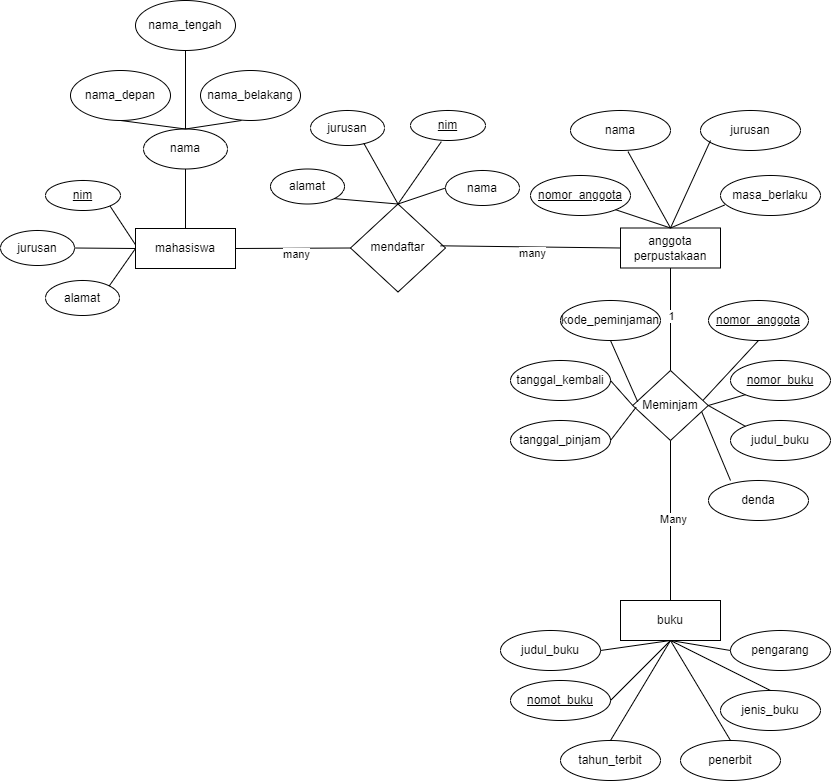 nama_tengah
nama_depan
nama_belakang
nama
nim
jurusan
alamat
mahasiswa
many
jurusan
nim
alamat
nama
mendaftar
many
nama
jurusan
nomor_anggota
masa_berlaku
anggota
perpustakaan
1
kode_peminjaman
nomor_anggota
tanggal_kembali
nomor_buku
Meminjam
tanggal_pinjam
judul_buku
denda
Many
buku
judul_buku
pengarang
nomot_buku
jenis_buku
tahun_terbit
penerbit